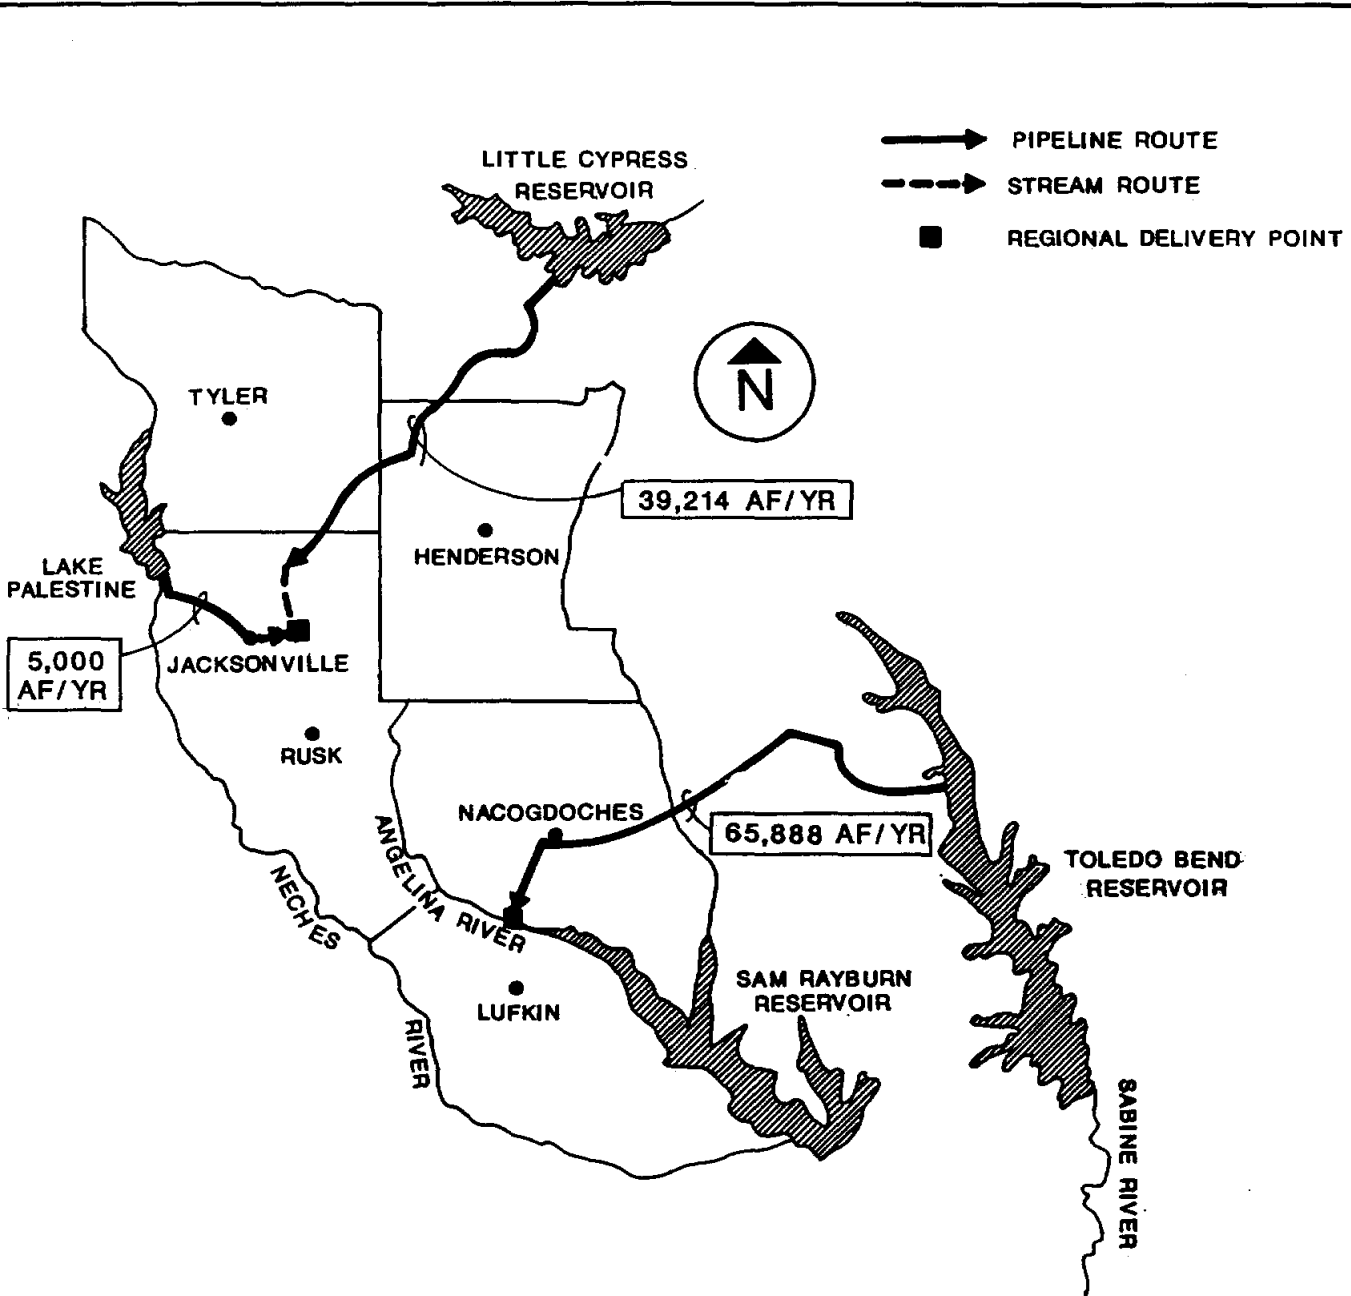 LITTLE CYPRESS
RESERVOIR
PIPELINE ROUTE
STREAM ROUTE
REGIONAL DELIVERY POINT
N
TYLER
39,214 AF/YR
HENDERSON
LAKE
PALESTINE
5,000
AF/YR
JACKSONVILLE
RUSK
NACOGDOCHES
65,888 AF/YR
TOLEDO BEND
RESERVOIR
ANGELINA RIVER
NECHES
RIVER
LUFKIN
SAM RAYBURN
RESERVOIR
SABINE RIVER